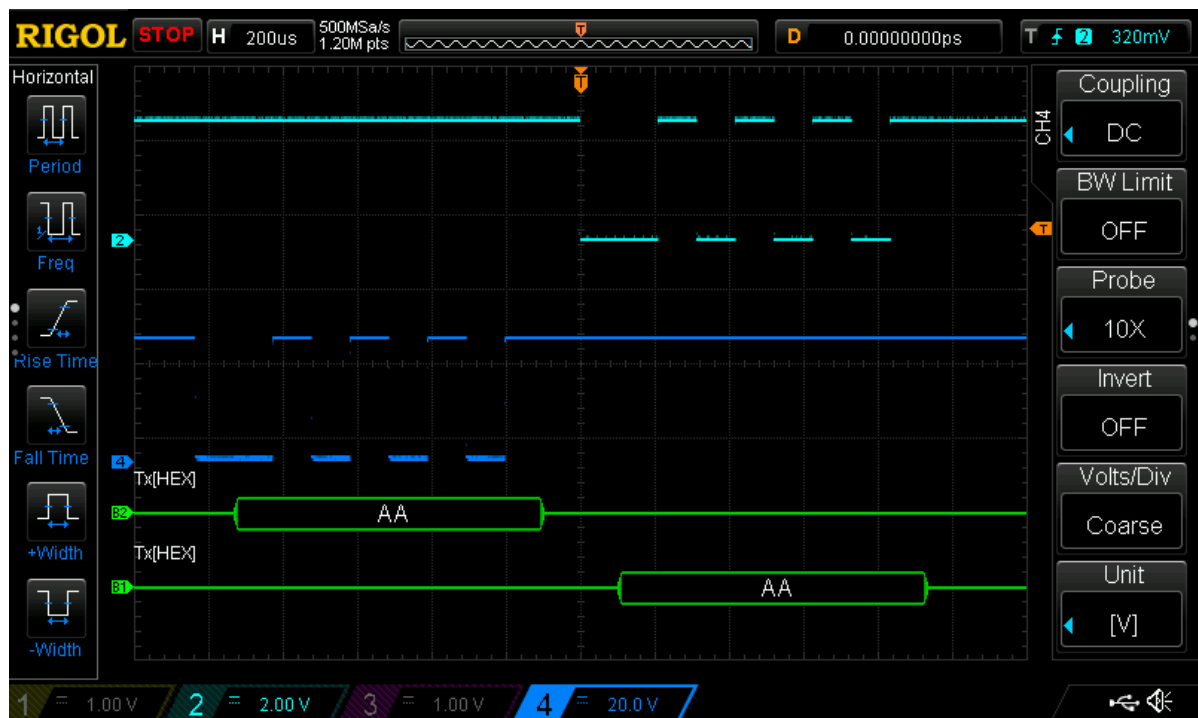 RIGOL STOP H 200us 500MSa/s D 0.00000000ps T 2 320mV
1.20M pts
T
Horizontal
Period
Freq
Rise Time
Fall Time
+Width
-Width
2
4
Tx[HEX]
B2 AA
Tx[HEX]
B1 AA
T
T
CH4
Coupling
DC
BW Limit
OFF
Probe
10X
Invert
OFF
Volts/Div
Coarse
Unit
[V]
1 = 1.00 V 2 = 2.00 V 3 = 1.00 V 4 = 20.0 V